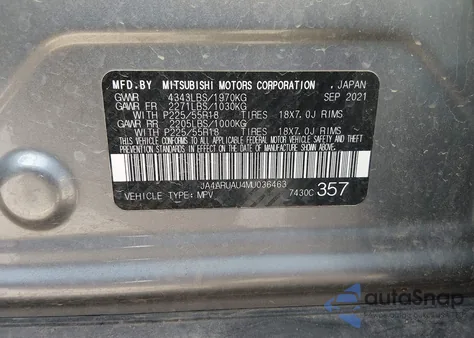 MFD.BY MITSUBISHI MOTORS CORPORATION , JAPAN
GVWR 4343LBS/1970KG SEP 2021
GAWR FR 2271LBS/1030KG
WITH P225/55R18 TIRES 18X7.0J RIMS
GAWR RR 2205LBS/1000KG
WITH P225/55R18 TIRES 18X7.0J RIMS
THIS VEHICLE CONFORMS TO ALL APPLICABLE FEDERAL MOTOR VEHICLE SAFETY, BUMPER, AND THEFT
PREVENTION STANDARDS IN EFFECT ON THE DATE OF MANUFACTURE SHOWN ABOVE.
JA4ARUAU4MU036463
VEHICLE TYPE: MPV 7430C 357
autoSnap